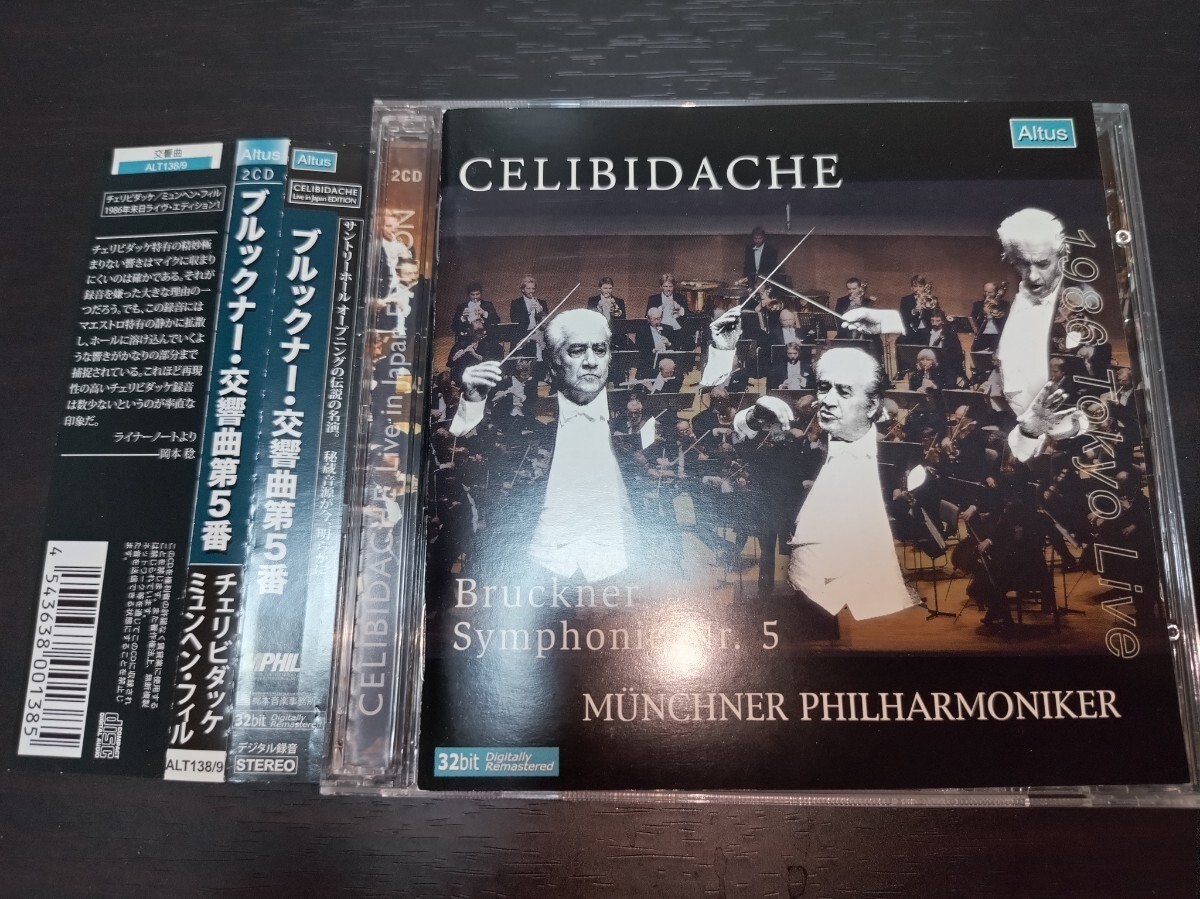 交響曲
ALT138/9
チェリビダッケ／ミュンヘン・フィル
1986年来日ライヴ・エディション1
チェリビダッケ特有の精妙極
まりない響きはマイクに収まり
にくいのは確かである。それが
録音を嫌った大きな理由の一
つだろう。でも、この録音には
マエストロ特有の静かに拡散
し、ホールに溶け込んでいくよ
うな響きがかなりの部分まで
捕捉されている。これほど再現
性の高いチェリビダッケ録音
は数少ないというのが率直な
印象だ。
ライナーノートより
岡本 稔
4 543638 001385
COMPACT
disc
DIGITAL AUDIO
Altus
2CD
ブルックナー・交響曲第5番
チェリビダッケ
ミュンヘン・フィル
ALT138/9
Altus
CELIBIDACHE
Live in Japan EDITION
サントリーホールオープニングの伝説の名演。
ブルックナー・交響曲第5番
MPHIL
32bit Digitally Remastered
デジタル録音
STEREO
2CD
CELIBIDACHE Live in Japan EDITION
Altus
CELIBIDACHE
1986 Tokyo Live
Bruckner
Symphonie Nr. 5
MÜNCHNER PHILHARMONIKER
32bit Digitally Remastered